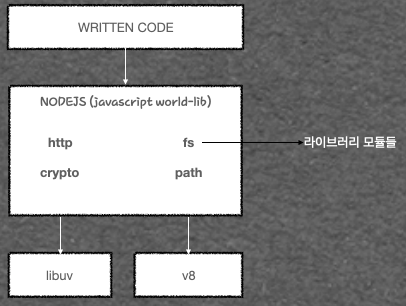 WRITTEN CODE
NODEJS (javascript world-lib)
http fs 라이브러리 모듈들
crypto path
libuv v8